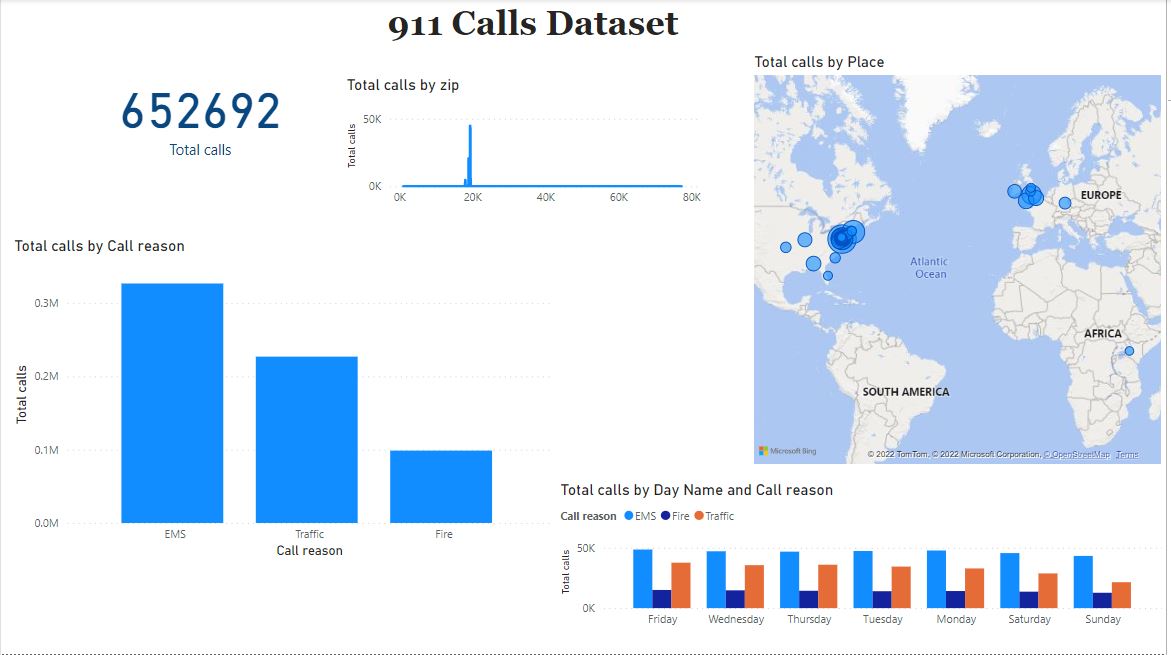 911 Calls Dataset
652692
Total calls
Total calls by zip
Total calls
50K
0K
0K
20K
40K
60K
80K
Total calls by Place
EUROPE
Atlantic
Ocean
AFRICA
SOUTH AMERICA
Microsoft Bing
© 2022 TomTom, © 2022 Microsoft Corporation, © OpenStreetMap Terms
Total calls by Call reason
Total calls
0.3M
0.2M
0.1M
0.0M
EMS
Traffic
Fire
Call reason
Total calls by Day Name and Call reason
Call reason EMS Fire Traffic
Total calls
50K
0K
Friday
Wednesday
Thursday
Tuesday
Monday
Saturday
Sunday